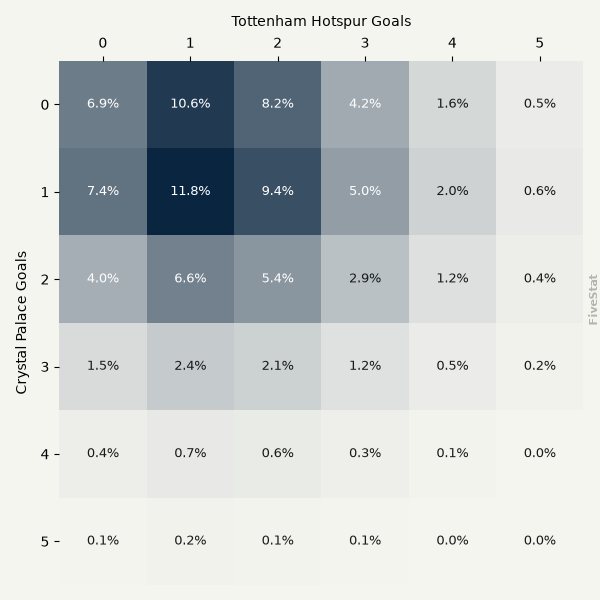 Tottenham Hotspur Goals
0 1 2 3 4 5
0 6.9% 10.6% 8.2% 4.2% 1.6% 0.5%
1 7.4% 11.8% 9.4% 5.0% 2.0% 0.6%
2 4.0% 6.6% 5.4% 2.9% 1.2% 0.4%
3 1.5% 2.4% 2.1% 1.2% 0.5% 0.2%
4 0.4% 0.7% 0.6% 0.3% 0.1% 0.0%
5 0.1% 0.2% 0.1% 0.1% 0.0% 0.0%
Crystal Palace Goals
FiveStat